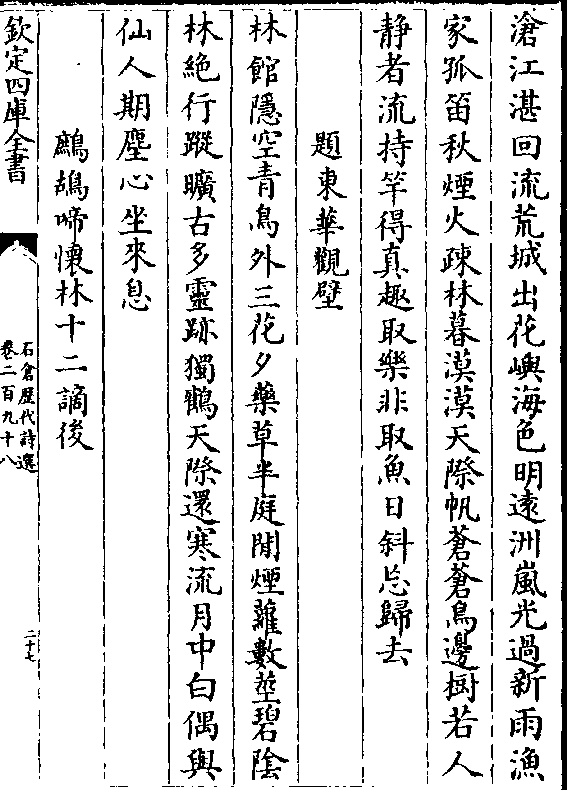 滄江湛回流荒城出花嶼海色明遠洲嵐光過新雨漁
家孤笛秋煙火疎林暮漠漠天際帆蒼蒼鳥邊樹若人
静者流持竿得真趣取樂非取魚日斜忘歸去
題東華觀壁
林館隱空青鳥外三花夕藥草半庭閒煙蘿數莖碧陰
林絶行蹤曠古多靈跡獨鶴天際還寒流月中白偶與
仙人期塵心坐來息
鷓鴣啼懷林十二謫後
欽定四庫全書
石倉歷代詩選
卷二百九十八
二十七